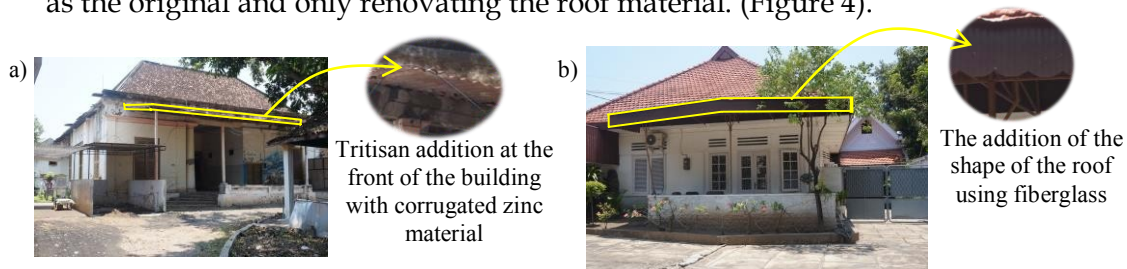 as the original and only renovating the roof material. (Figure 4).
a)
Tritisan addition at the
front of the building
with corrugated zinc
material
b)
The addition of the
shape of the roof
using fiberglass